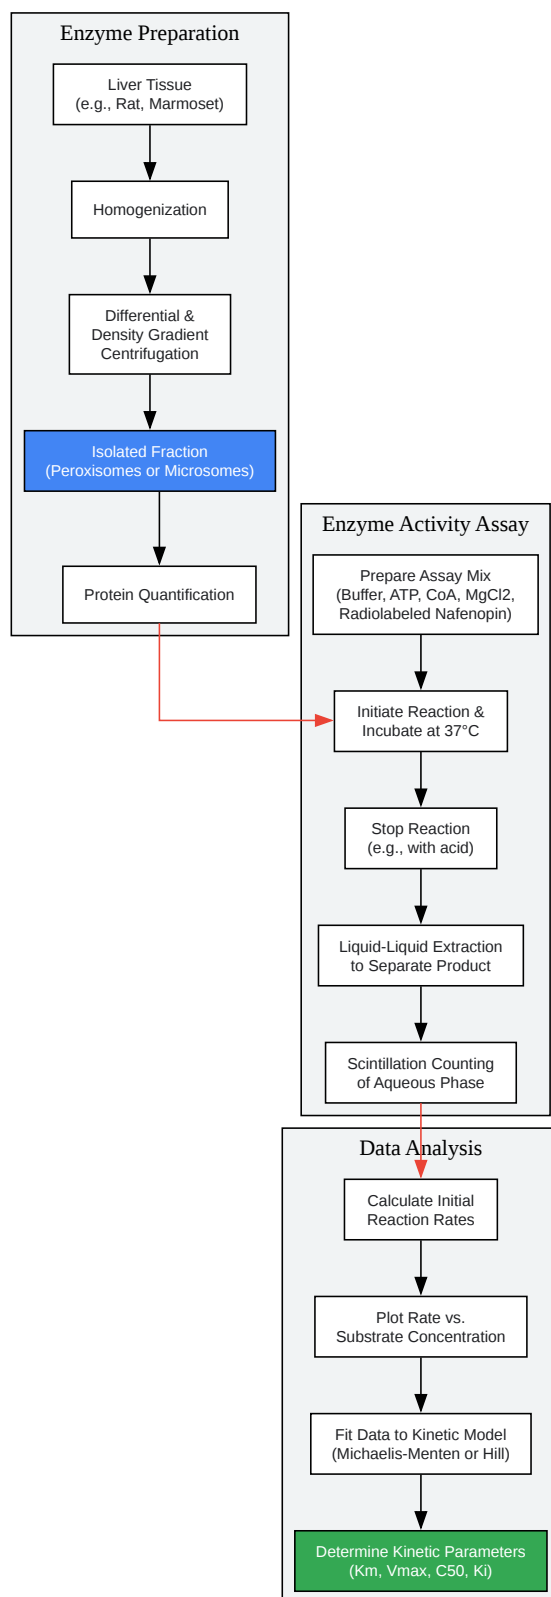 Enzyme Preparation
Liver Tissue
(e.g., Rat, Marmoset)
Homogenization
Differential &
Density Gradient
Centrifugation
Isolated Fraction
(Peroxisomes or Microsomes)
Protein Quantification
Enzyme Activity Assay
Prepare Assay Mix
(Buffer, ATP, CoA, MgCl2,
Radiolabeled Nafenopin)
Initiate Reaction &
Incubate at 37°C
Stop Reaction
(e.g., with acid)
Liquid-Liquid Extraction
to Separate Product
Scintillation Counting
of Aqueous Phase
Data Analysis
Calculate Initial
Reaction Rates
Plot Rate vs.
Substrate Concentration
Fit Data to Kinetic Model
(Michaelis-Menten or Hill)
Determine Kinetic Parameters
(Km, Vmax, C50, Ki)